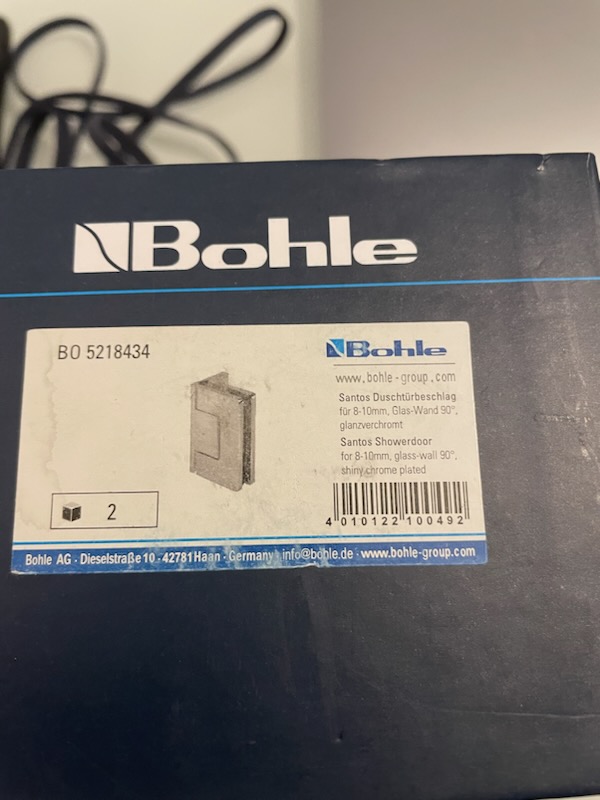 Bohle
BO 5218434
Bohle
www.bohle-group.com
Santos Duschtürbeschlag
für 8-10mm, Glas-Wand 90°,
glanzverchromt
Santos Showerdoor
for 8-10mm, glass-wall 90°,
shiny chrome plated
2
4 010122 100492
Bohle AG · Dieselstraße 10 · 42781 Haan · Germany info@bohle.de · www.bohle-group.com